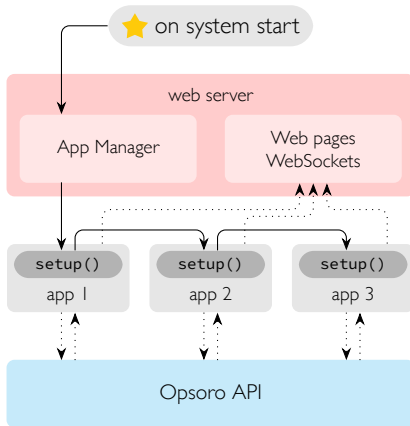 on system start
web server
App Manager
Web pages
WebSockets
setup()
setup()
setup()
app 1
app 2
app 3
Opsoro API